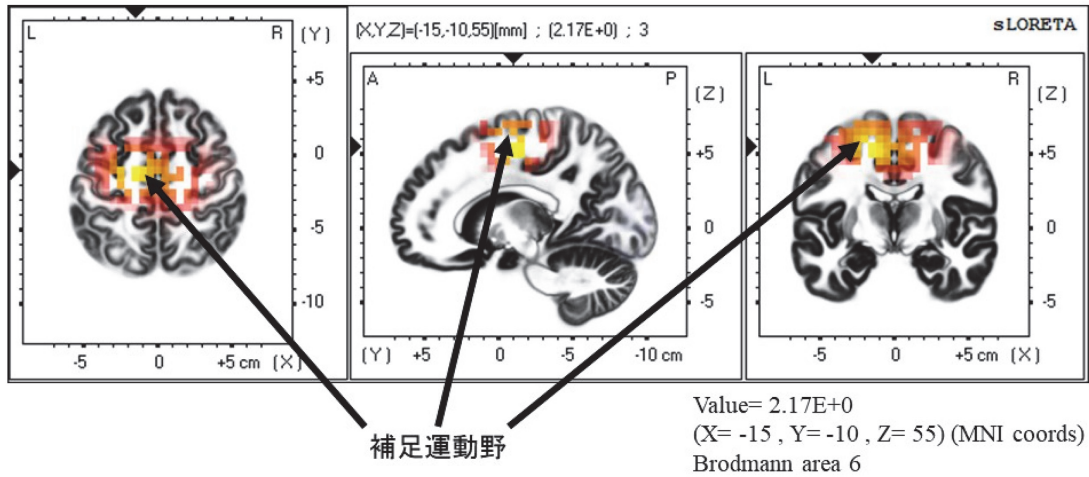 L R (Y)
+5
0
-5
-10
-5 0 +5 cm (X)
(X,Y,Z)=(-15,-10,55)[mm] ; (2.17E+0) ; 3
sLORETA
A P (Z)
+5
0
-5
(Y) +5 0 -5 -10 cm
L R (Z)
+5
0
-5
-5 0 +5 cm (X)
補足運動野
Value= 2.17E+0
(X= -15 , Y= -10 , Z= 55) (MNI coords)
Brodmann area 6